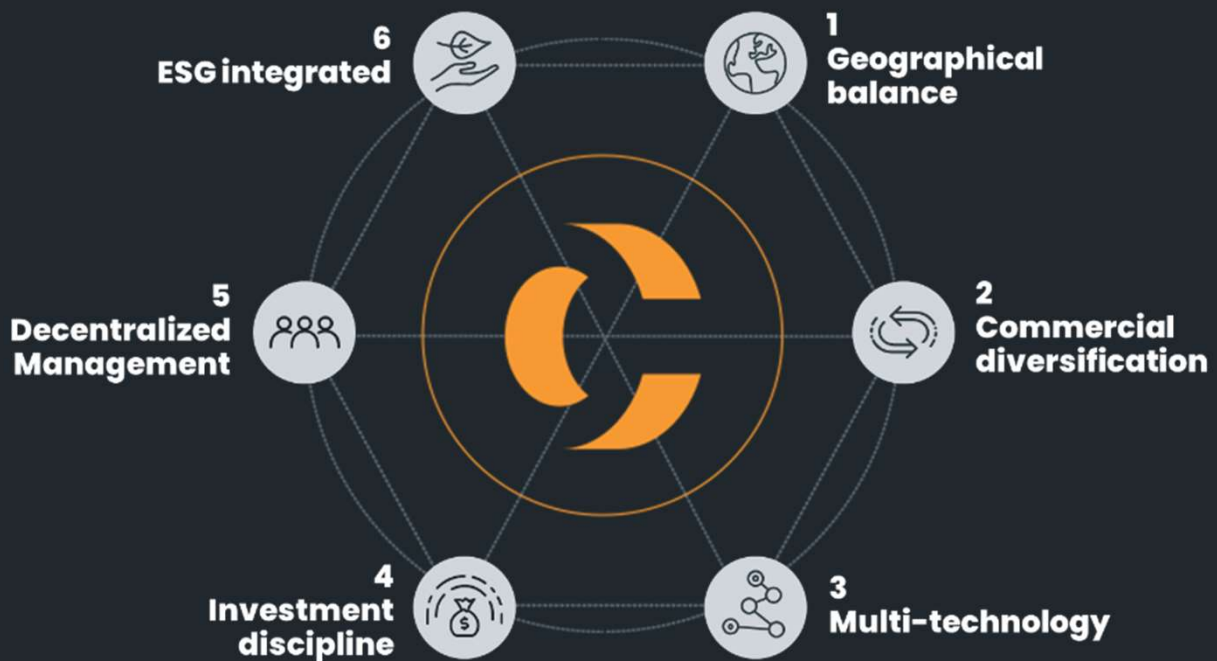 1
Geographical
balance
2
Commercial
diversification
3
Multi-technology
4
Investment
discipline
5
Decentralized
Management
6
ESG integrated
$